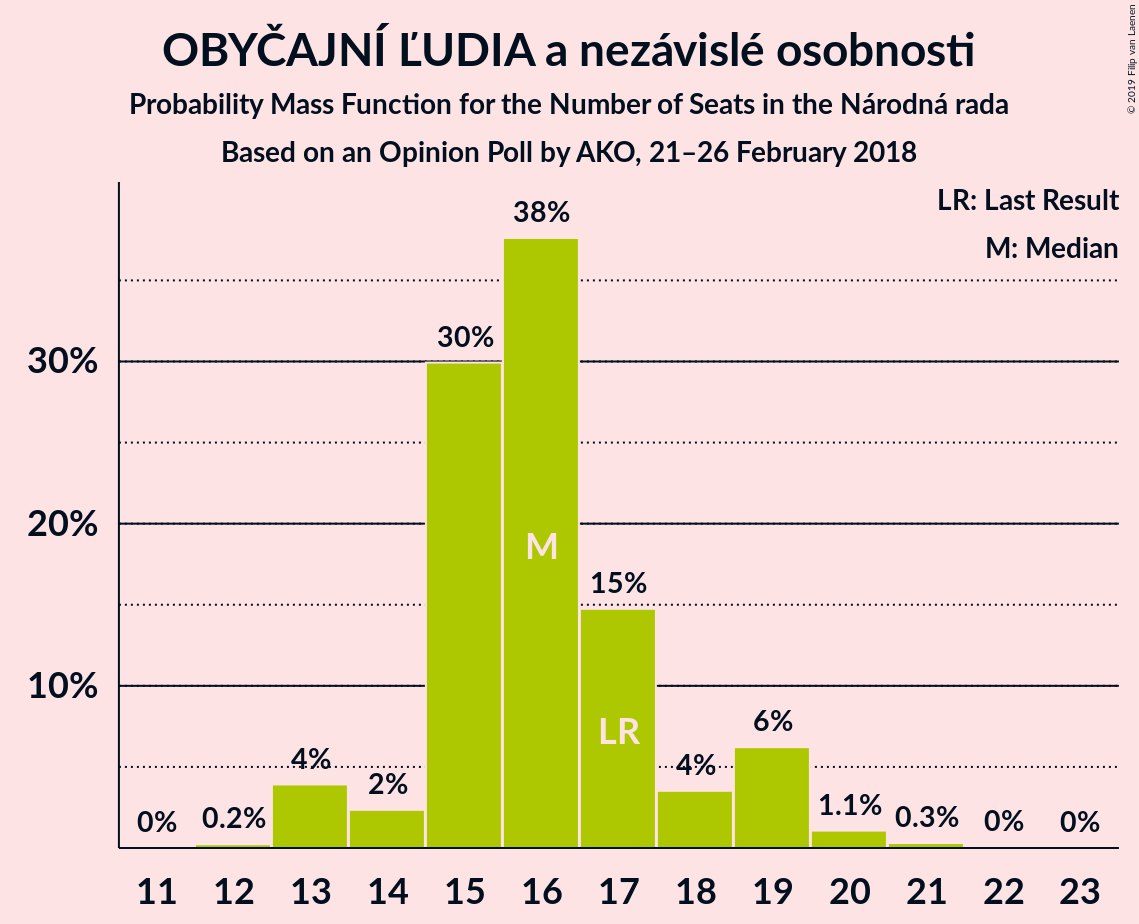 OBYČAJNÍ ĽUDIA a nezávislé osobnosti
Probability Mass Function for the Number of Seats in the Národná rada
Based on an Opinion Poll by AKO, 21–26 February 2018
© 2019 Filip van Laenen
LR: Last Result
M: Median
30%
20%
10%
0%
0.2%
4%
2%
30%
38%
15%
4%
6%
1.1%
0.3%
0%
0%
M
LR
11 12 13 14 15 16 17 18 19 20 21 22 23